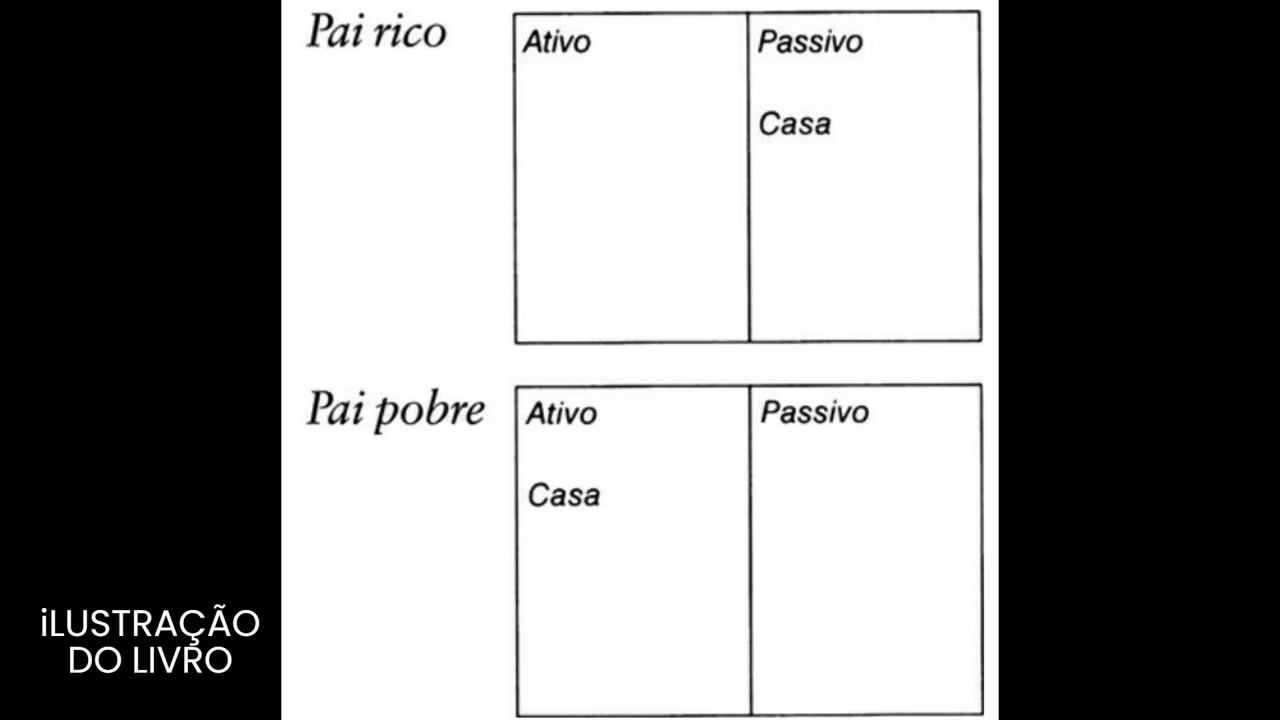 Pai rico
Ativo
Passivo
Casa
Pai pobre
Ativo
Passivo
Casa
iLUSTRAÇÃO
DO LIVRO